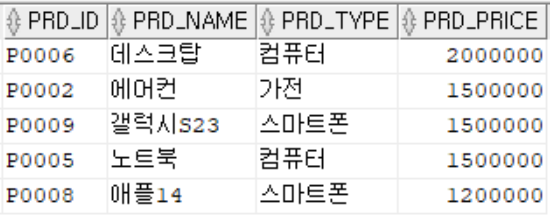 PRD_ID PRD_NAME PRD_TYPE PRD_PRICE
P0006 데스크탑 컴퓨터 2000000
P0002 에어컨 가전 1500000
P0009 갤럭시S23 스마트폰 1500000
P0005 노트북 컴퓨터 1500000
P0008 애플14 스마트폰 1200000